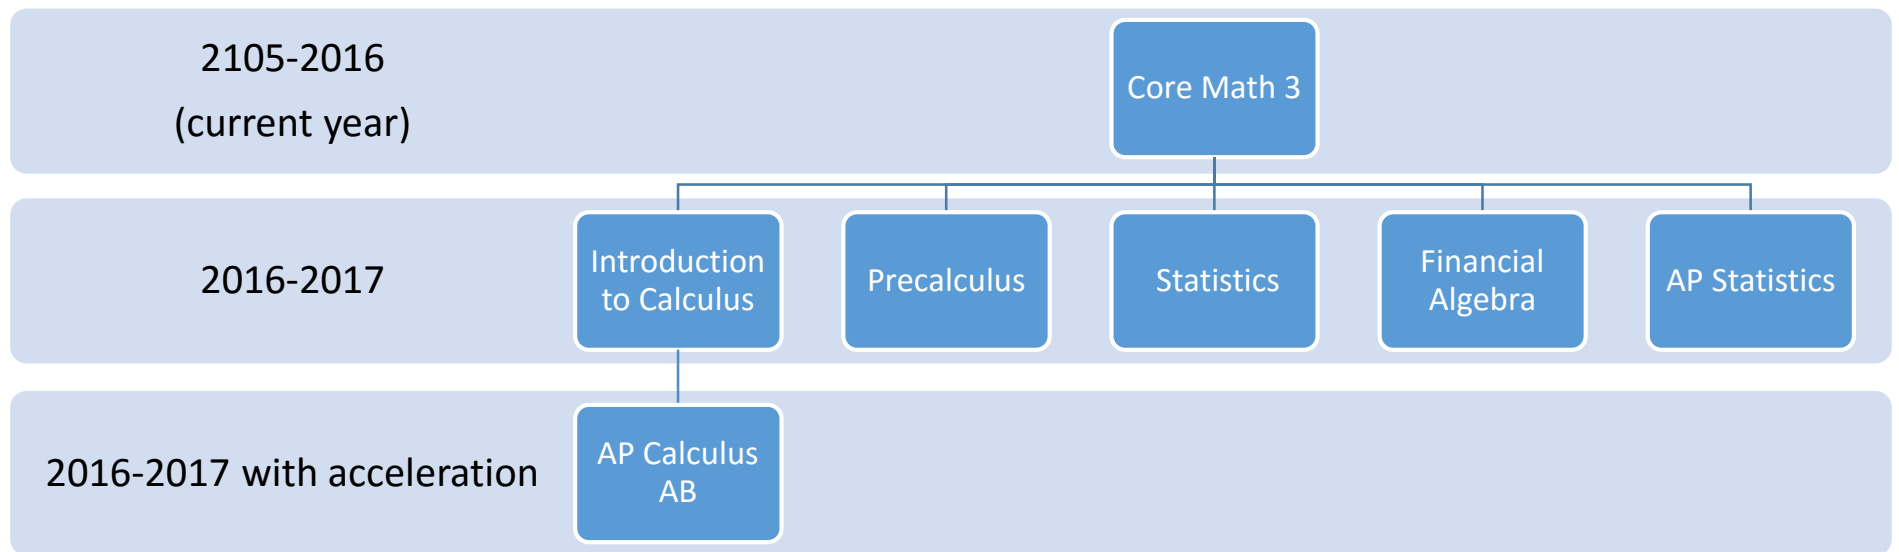 2105-2016
(current year)
Core Math 3
2016-2017
Introduction
to Calculus
Precalculus
Statistics
Financial
Algebra
AP Statistics
2016-2017 with acceleration
AP Calculus
AB